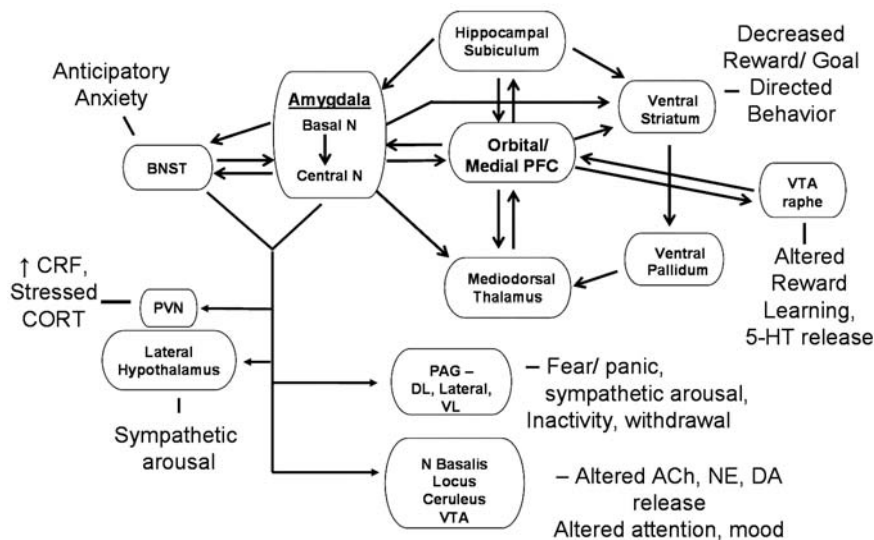 Hippocampal
Subiculum
Decreased
Reward/ Goal
Directed
Behavior
Anticipatory
Anxiety
Amygdala
Basal N
Central N
Ventral
Striatum
BNST
Orbital/
Medial PFC
VTA
raphe
↑ CRF,
Stressed
CORT
PVN
Mediodorsal
Thalamus
Ventral
Pallidum
Altered
Reward
Learning,
5-HT release
Lateral
Hypothalamus
Sympathetic
arousal
PAG –
DL, Lateral,
VL
– Fear/ panic,
sympathetic arousal,
Inactivity, withdrawal
N Basalis
Locus
Ceruleus
VTA
– Altered ACh, NE, DA
release
Altered attention, mood